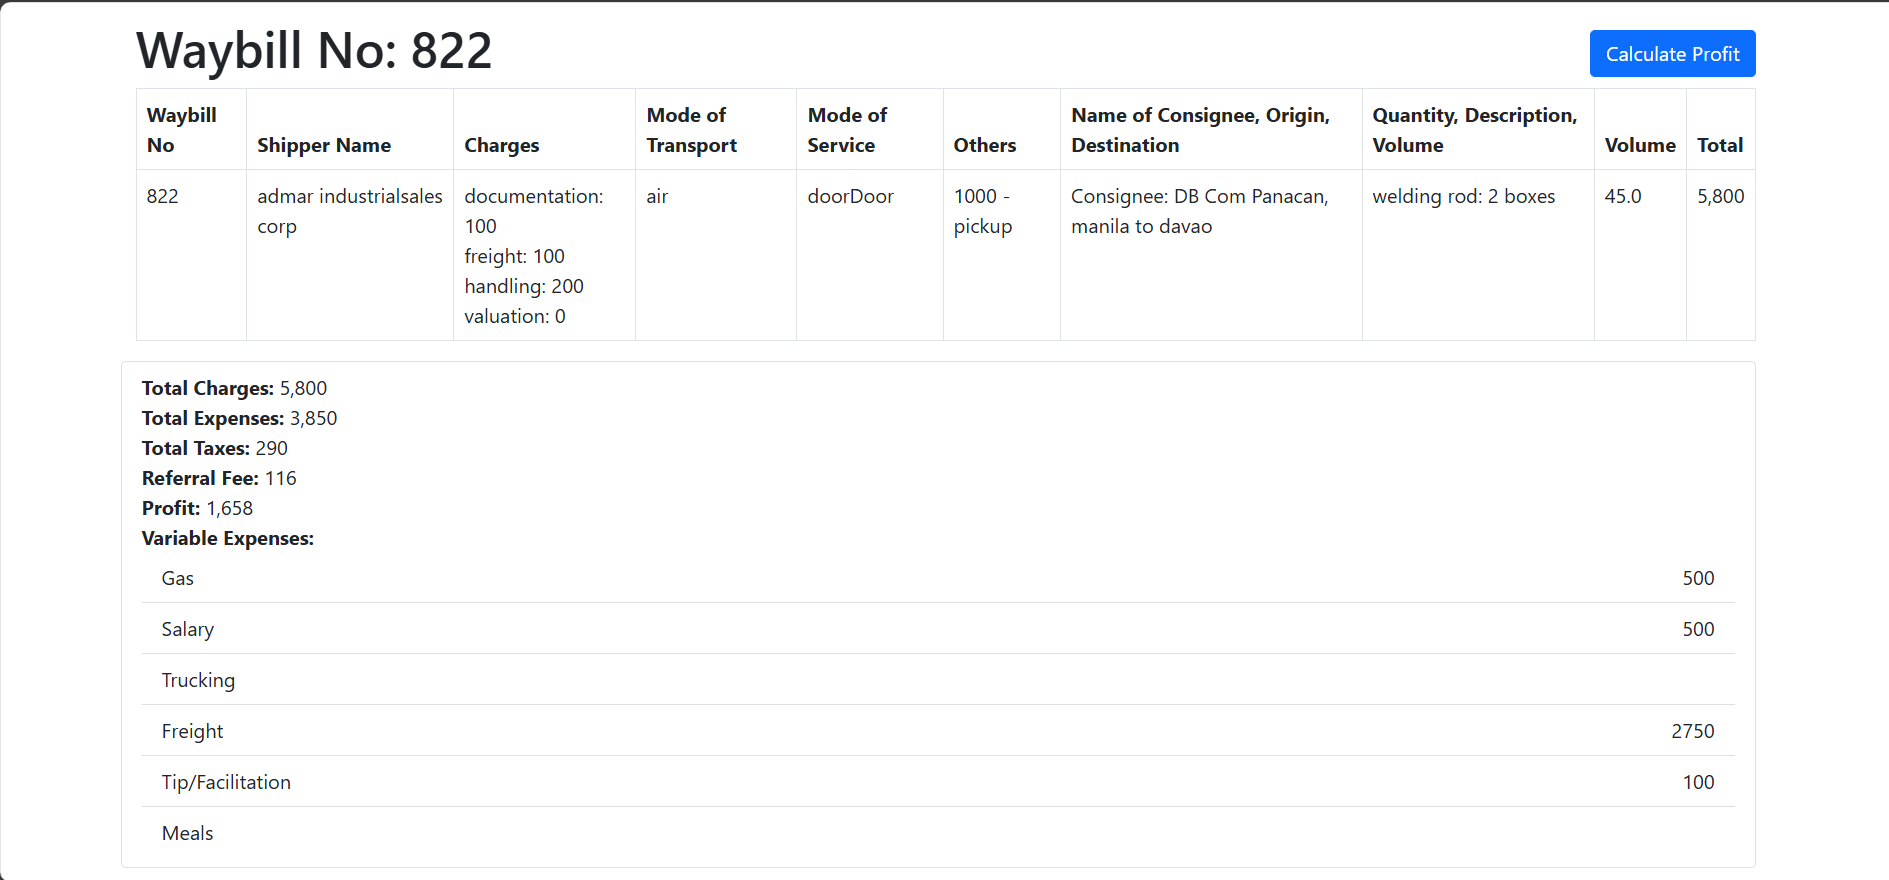 Waybill No: 822
Calculate Profit
Waybill No
Shipper Name
Charges
Mode of Transport
Mode of Service
Others
Name of Consignee, Origin, Destination
Quantity, Description, Volume
Volume
Total
822
admar industrialsales corp
documentation: 100
freight: 100
handling: 200
valuation: 0
air
doorDoor
1000 - pickup
Consignee: DB Com Panacan, manila to davao
welding rod: 2 boxes
45.0
5,800
Total Charges: 5,800
Total Expenses: 3,850
Total Taxes: 290
Referral Fee: 116
Profit: 1,658
Variable Expenses:
Gas 500
Salary 500
Trucking
Freight 2750
Tip/Facilitation 100
Meals